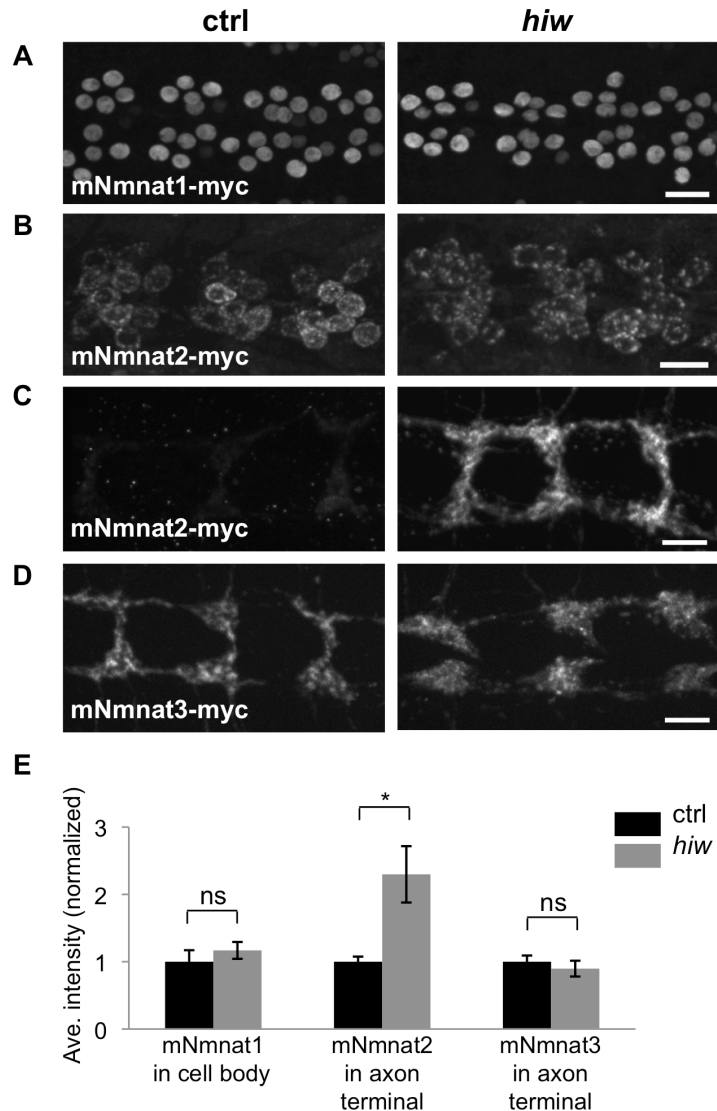 ctrl hiw
A
mNmnat1-myc
B
mNmnat2-myc
C
mNmnat2-myc
D
mNmnat3-myc
E
Ave. intensity (normalized)
3
2
1
0
ns
*
ns
ctrl
hiw
mNmnat1
in cell body
mNmnat2
in axon
terminal
mNmnat3
in axon
terminal